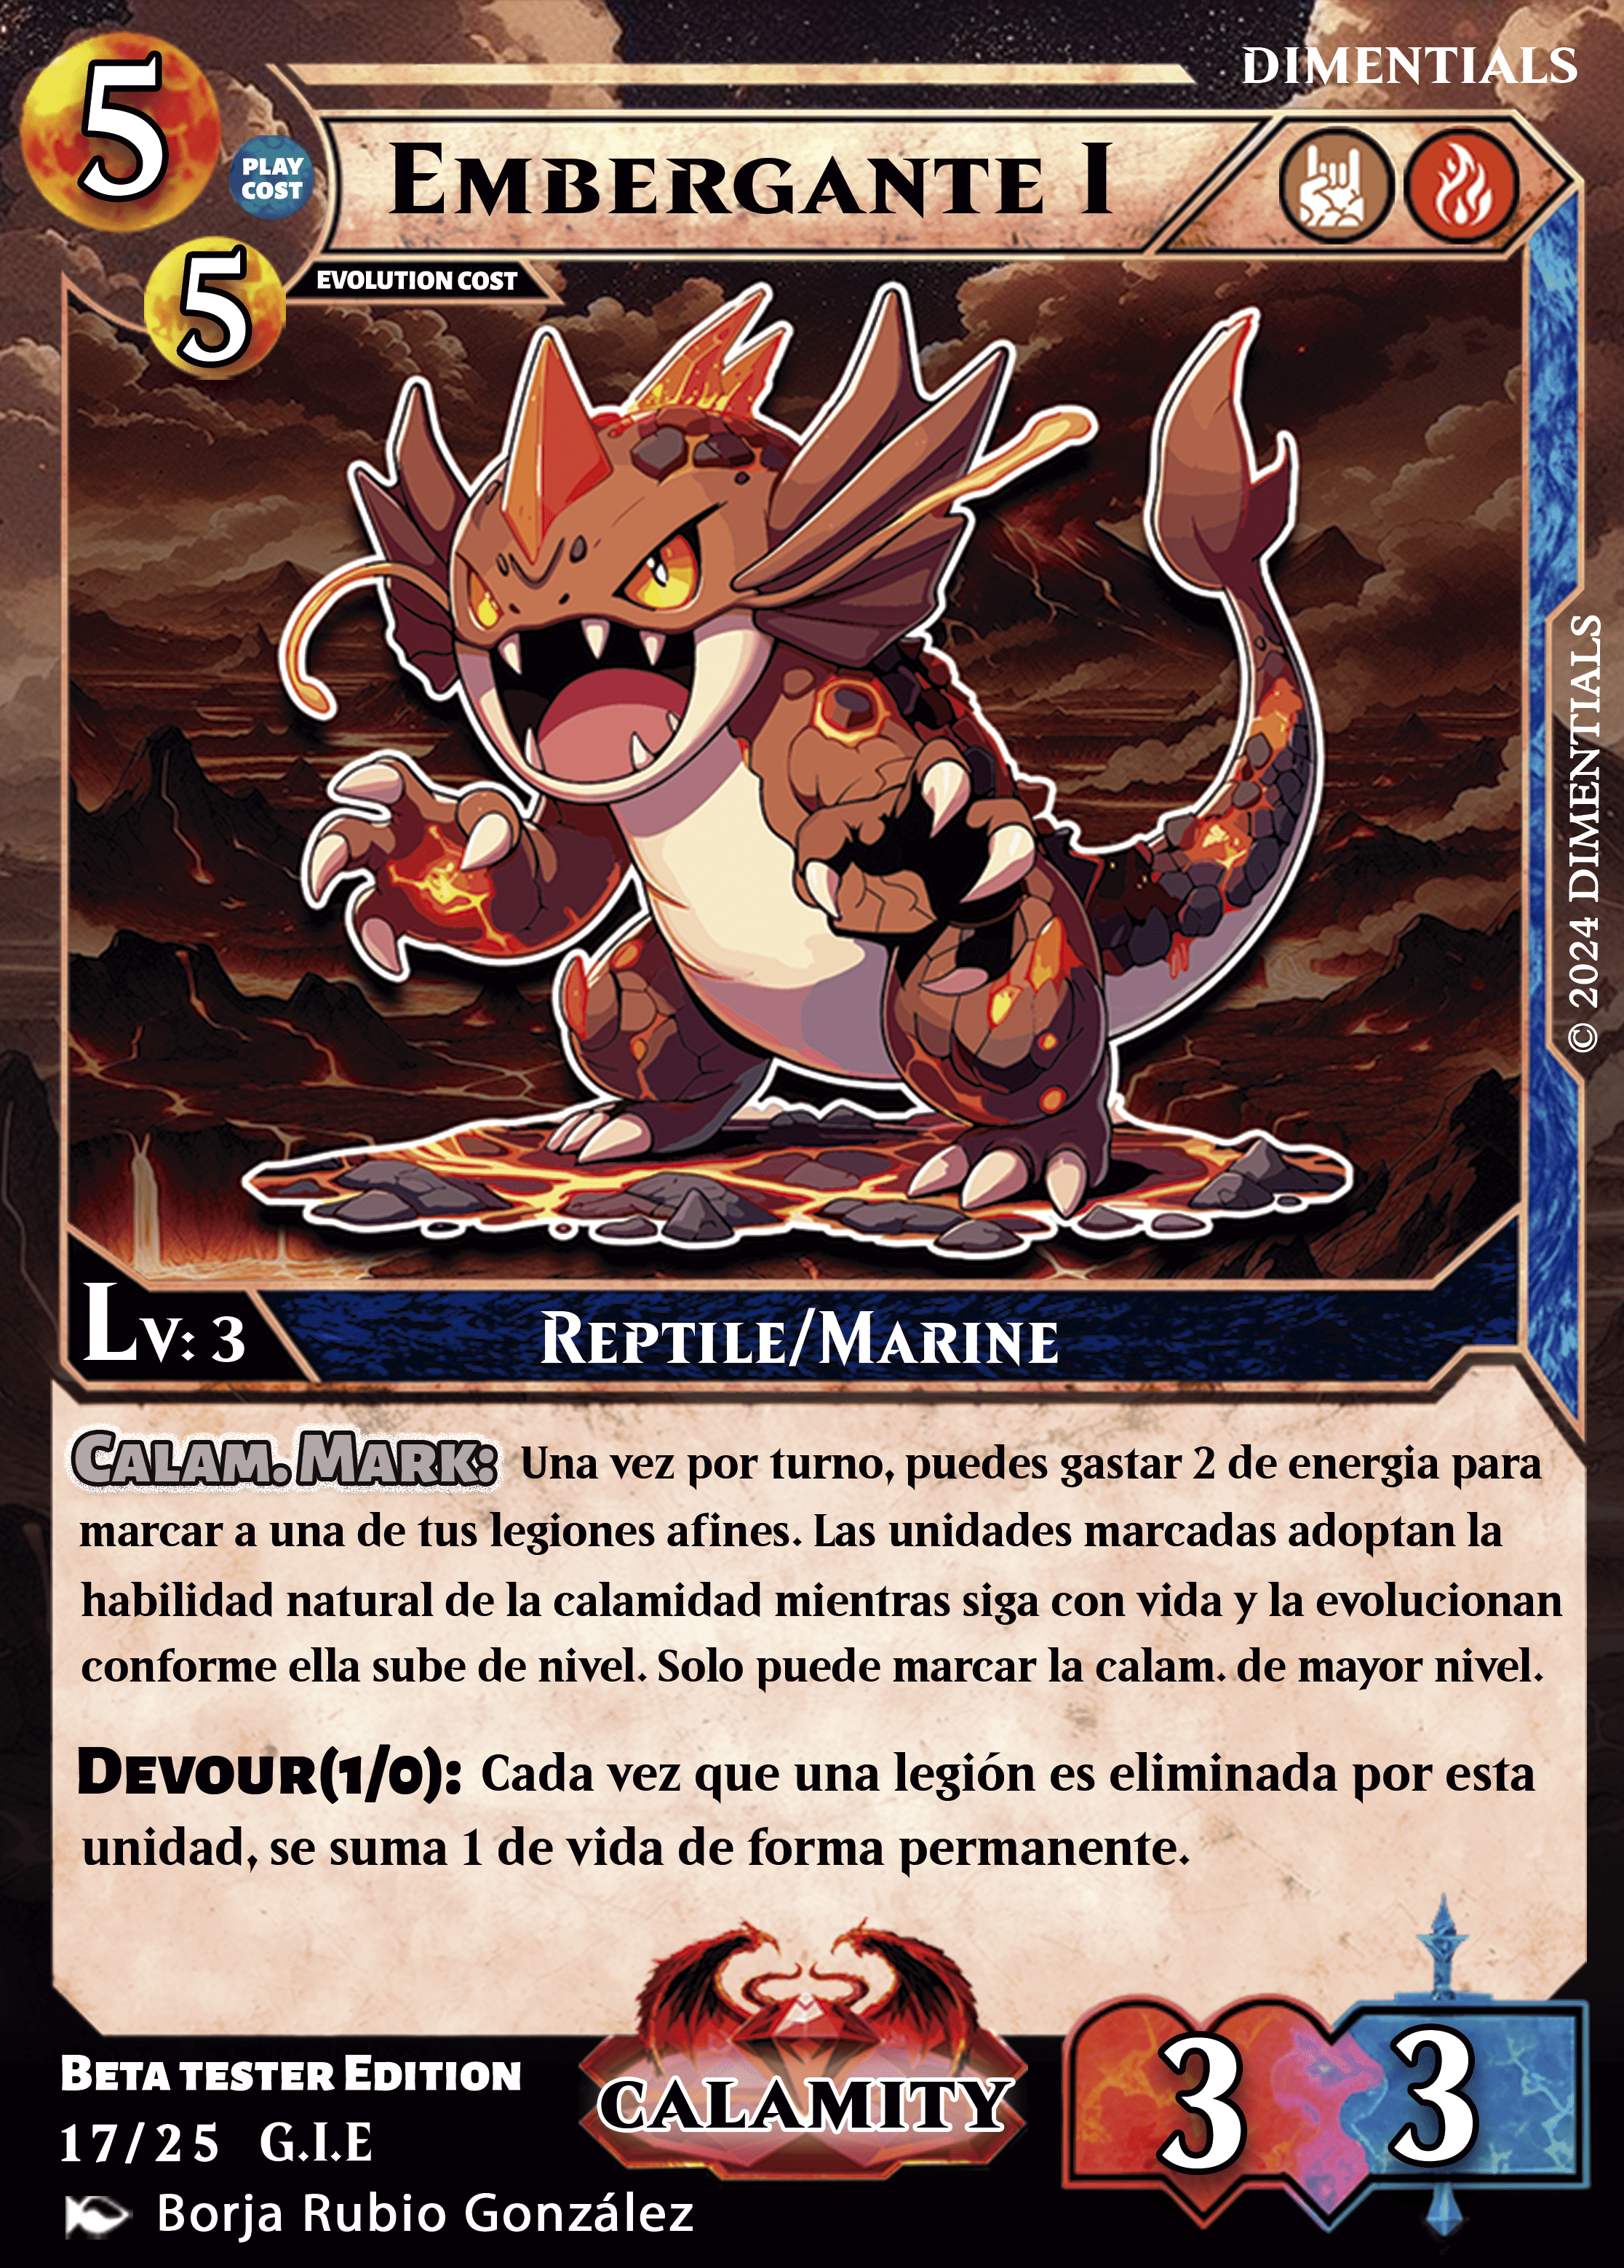 5
DIMENTIALS
PLAY
COST
EMBERGANTE I
5
EVOLUTION COST
© 2024 DIMENTIALS
LV: 3
REPTILE/MARINE
CALAM. MARK: Una vez por turno, puedes gastar 2 de energia para
marcar a una de tus legiones afines. Las unidades marcadas adoptan la
habilidad natural de la calamidad mientras siga con vida y la evolucionan
conforme ella sube de nivel. Solo puede marcar la calam. de mayor nivel.
DEVOUR(1/0): Cada vez que una legión es eliminada por esta
unidad, se suma 1 de vida de forma permanente.
BETA TESTER EDITION
17/25 G.I.E
Borja Rubio González
CALAMITY
3
3